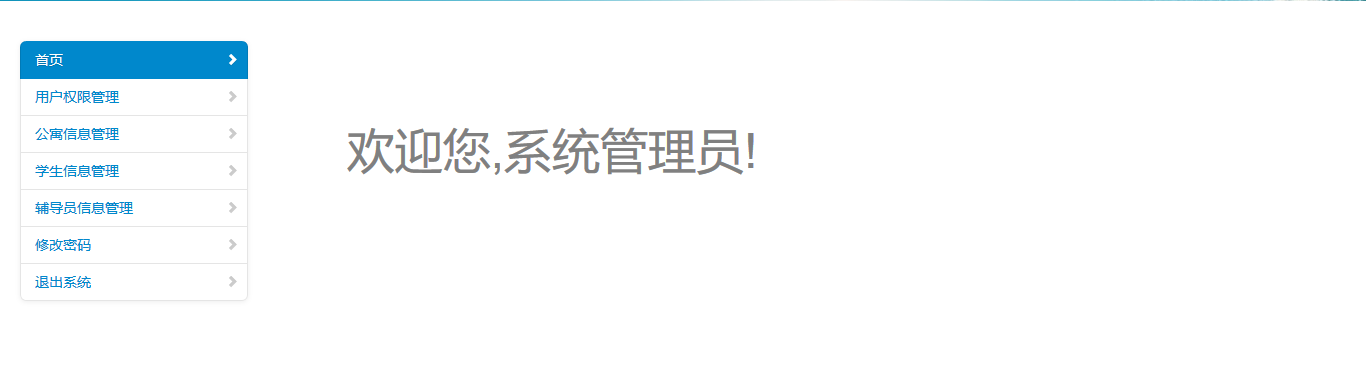 首页
用户权限管理
公寓信息管理
学生信息管理
辅导员信息管理
修改密码
退出系统
欢迎您,系统管理员!